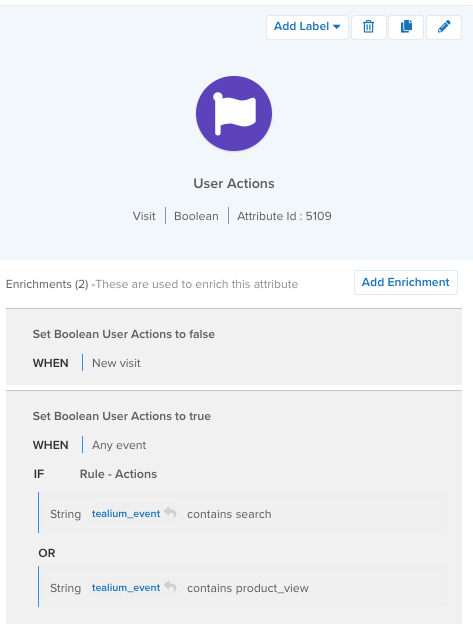 Add Label
User Actions
Visit Boolean Attribute Id : 5109
Enrichments (2) -These are used to enrich this attribute Add Enrichment
Set Boolean User Actions to false
WHEN New visit
Set Boolean User Actions to true
WHEN Any event
IF Rule - Actions
String tealium_event contains search
OR
String tealium_event contains product_view